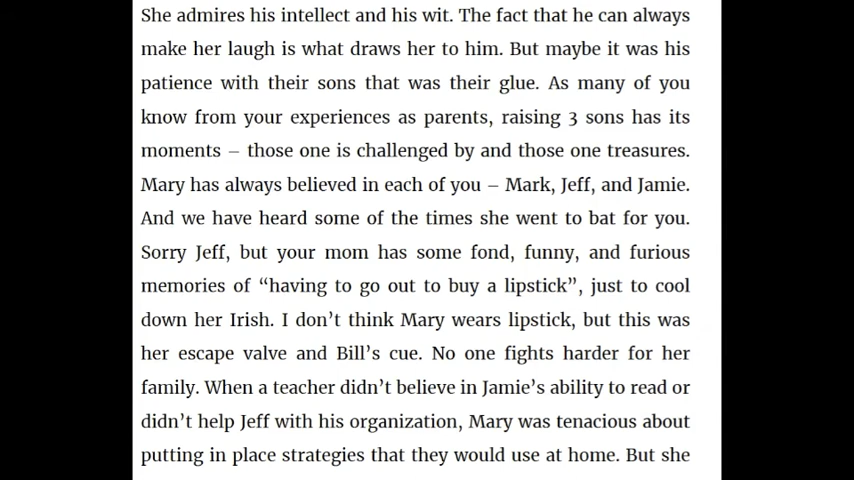 She admires his intellect and his wit. The fact that he can always
make her laugh is what draws her to him. But maybe it was his
patience with their sons that was their glue. As many of you
know from your experiences as parents, raising 3 sons has its
moments – those one is challenged by and those one treasures.
Mary has always believed in each of you – Mark, Jeff, and Jamie.
And we have heard some of the times she went to bat for you.
Sorry Jeff, but your mom has some fond, funny, and furious
memories of “having to go out to buy a lipstick”, just to cool
down her Irish. I don’t think Mary wears lipstick, but this was
her escape valve and Bill’s cue. No one fights harder for her
family. When a teacher didn’t believe in Jamie’s ability to read or
didn’t help Jeff with his organization, Mary was tenacious about
putting in place strategies that they would use at home. But she